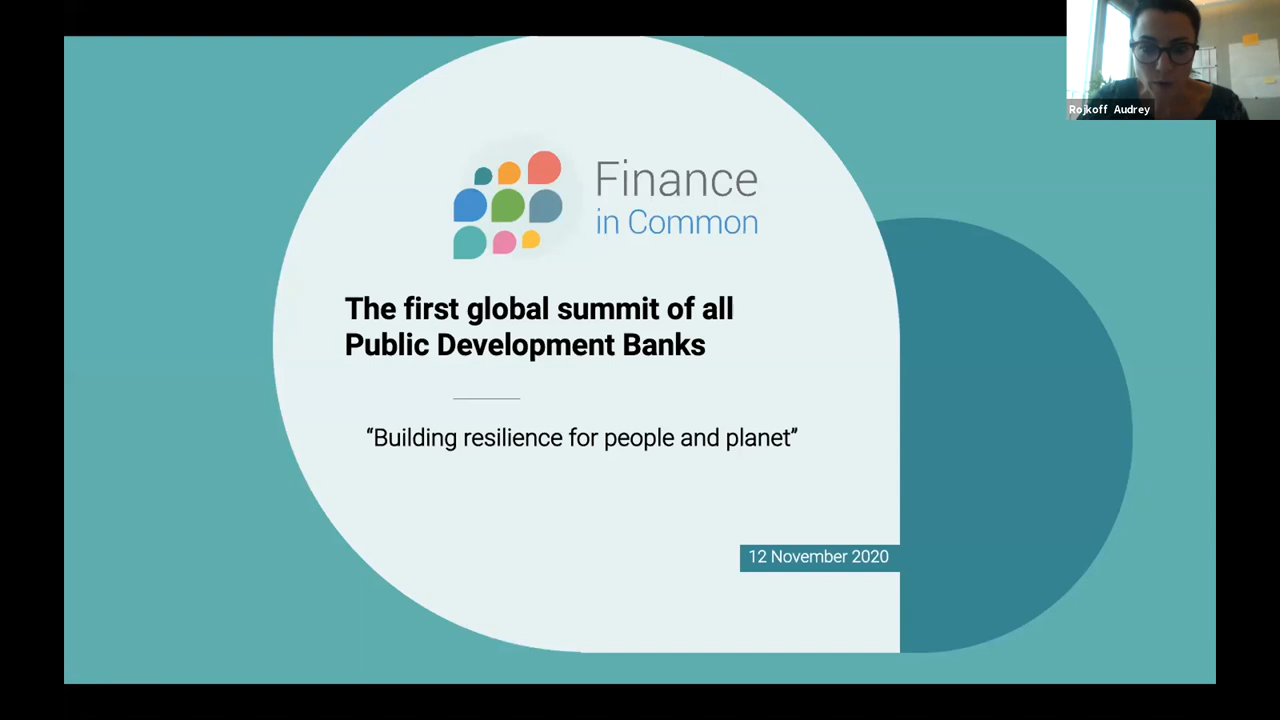 Rojkoff Audrey
Finance
in Common
The first global summit of all
Public Development Banks
“Building resilience for people and planet”
12 November 2020